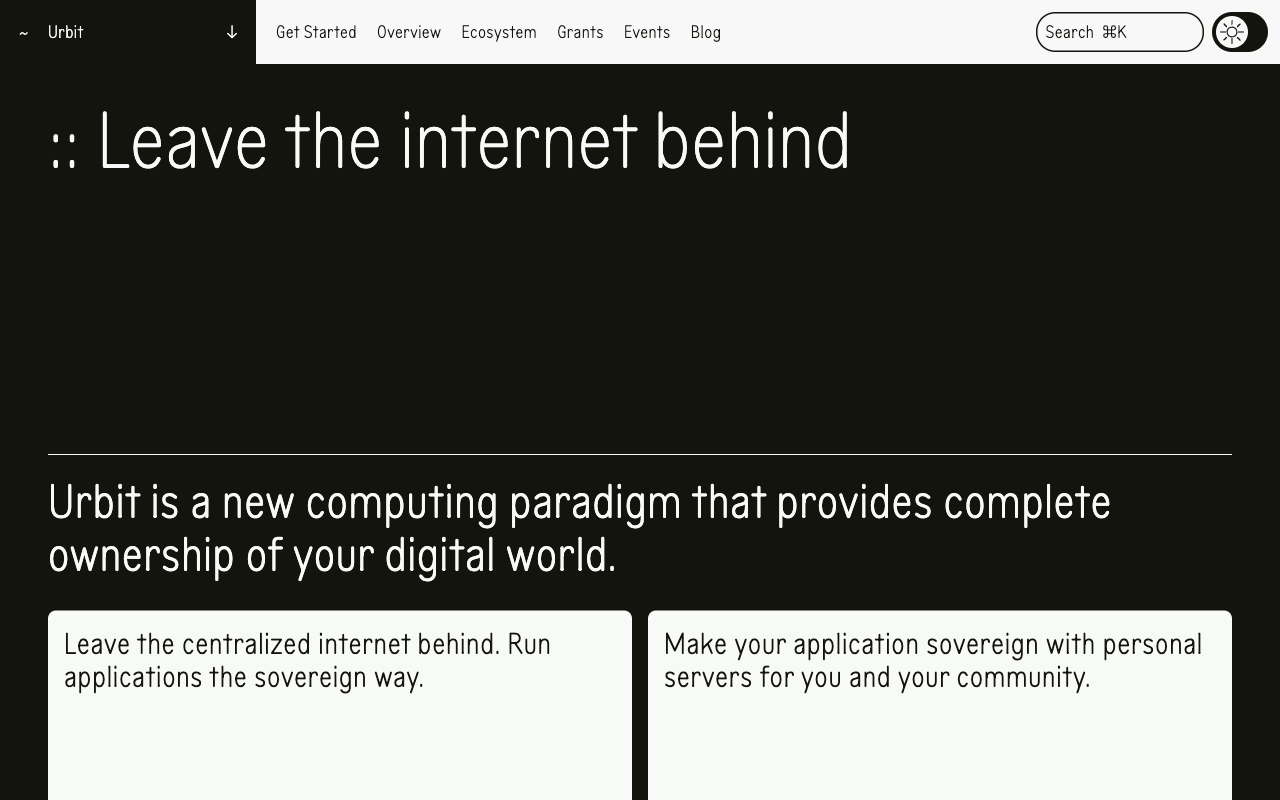 ~ Urbit ↓
Get Started Overview Ecosystem Grants Events Blog
Search ⌘K
:: Leave the internet behind
Urbit is a new computing paradigm that provides complete
ownership of your digital world.
Leave the centralized internet behind. Run
applications the sovereign way.
Make your application sovereign with personal
servers for you and your community.